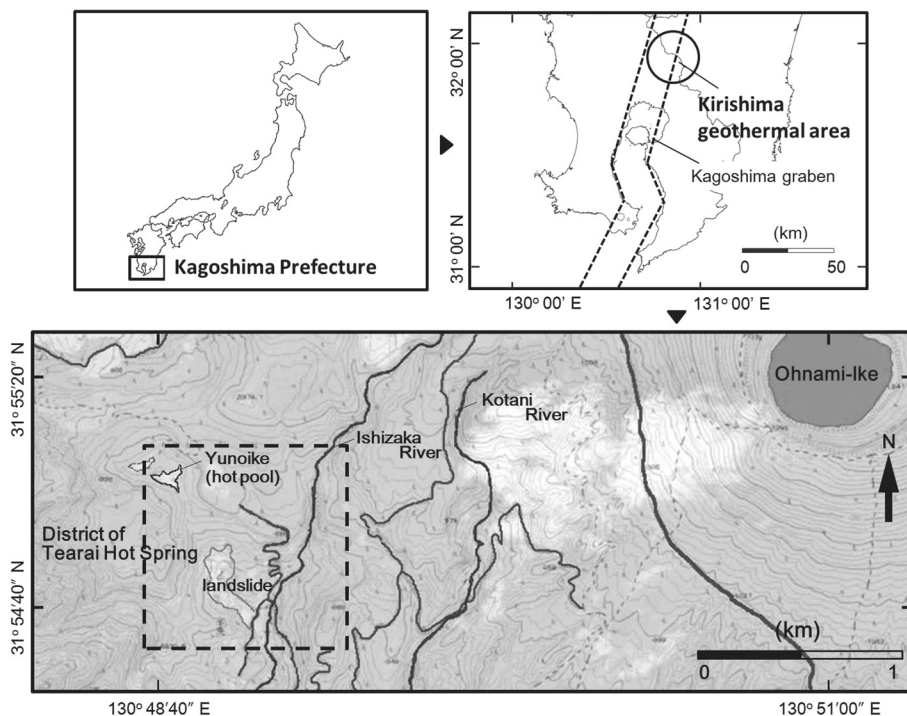 Kagoshima Prefecture
32° 00' N
31° 00' N
Kirishima
geothermal area
Kagoshima graben
(km)
0 50
130° 00' E 131° 00' E
31° 55'20" N
31° 54'40" N
Ohnami-Ike
Kotani
River
Ishizaka
River
N
Yunoike
(hot pool)
District of
Tearai Hot Spring
landslide
(km)
0 1
130° 48'40" E 131° 51'00" E